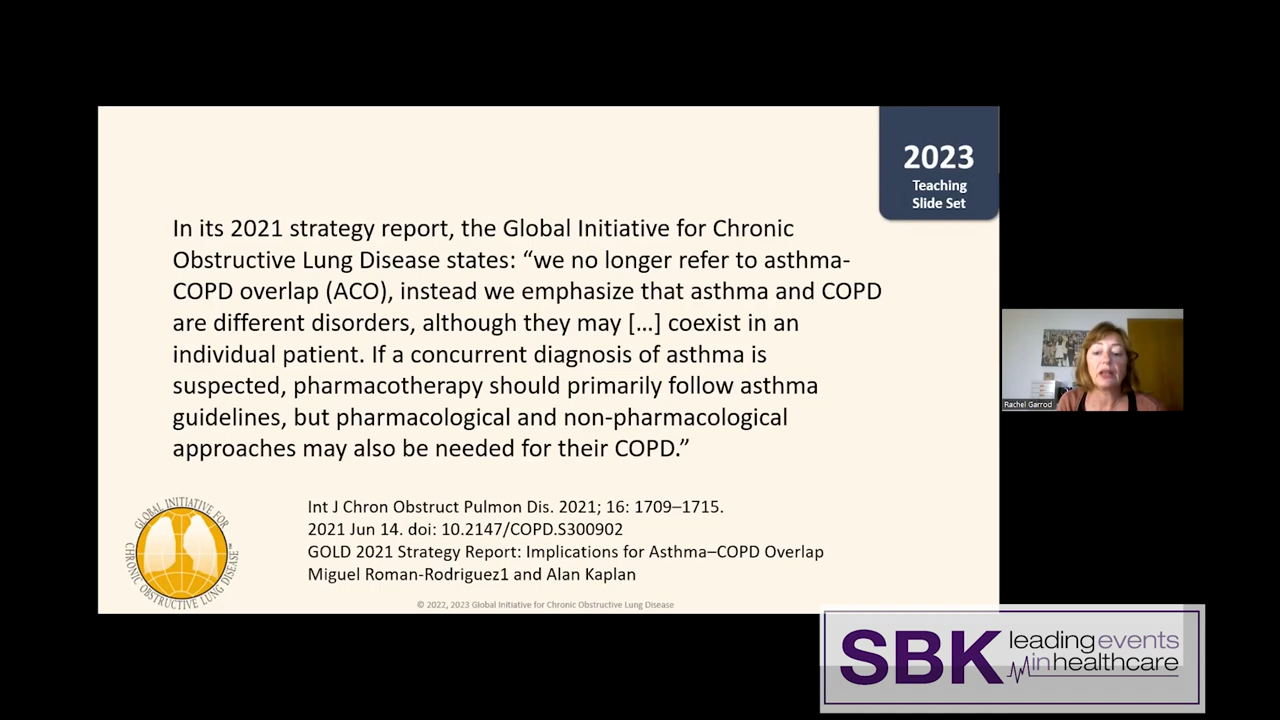 2023
Teaching
Slide Set
In its 2021 strategy report, the Global Initiative for Chronic
Obstructive Lung Disease states: “we no longer refer to asthma-
COPD overlap (ACO), instead we emphasize that asthma and COPD
are different disorders, although they may […] coexist in an
individual patient. If a concurrent diagnosis of asthma is
suspected, pharmacotherapy should primarily follow asthma
guidelines, but pharmacological and non-pharmacological
approaches may also be needed for their COPD.”
Rachel Garrod
GLOBAL INITIATIVE FOR
CHRONIC OBSTRUCTIVE LUNG DISEASE
Int J Chron Obstruct Pulmon Dis. 2021; 16: 1709–1715.
2021 Jun 14. doi: 10.2147/COPD.S300902
GOLD 2021 Strategy Report: Implications for Asthma–COPD Overlap
Miguel Roman-Rodriguez1 and Alan Kaplan
© 2022, 2023 Global Initiative for Chronic Obstructive Lung Disease
SBK leading events
in healthcare